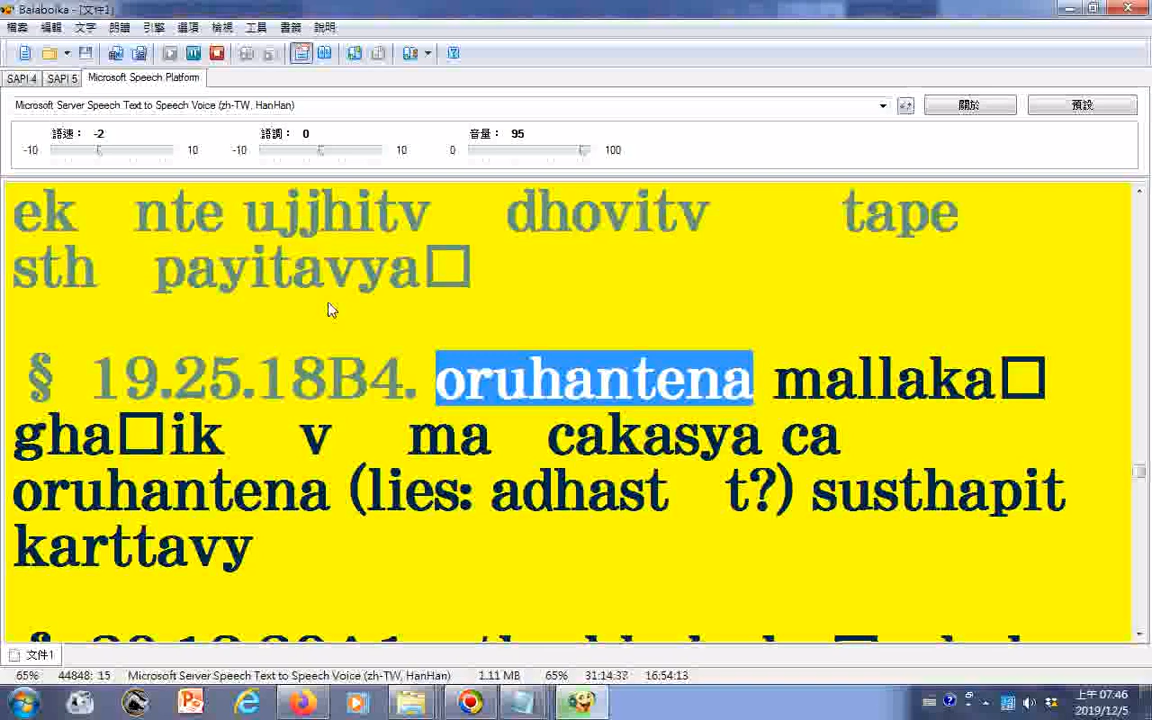 Balabolka - [文件1]
檔案 編輯 文字 朗讀 引擎 選項 檢視 工具 書籤 說明
SAPI 4 SAPI 5 Microsoft Speech Platform
Microsoft Server Speech Text to Speech Voice (zh-TW, HanHan) 關於 預設
語速： -2 語調： 0 音量： 95
-10 10 -10 10 0 100
ek nte ujjhitv dhovitv tape
sth payitavya□
§ 19.25.18B4. oruhantena mallaka□
gha□ik v ma cakasya ca
oruhantena (lies: adhast t?) susthapit
karttavy
文件1
65% 44848: 15 Microsoft Server Speech Text to Speech Voice (zh-TW, HanHan) 1.11 MB 65% 16:54:13
上午 07:46
2019/12/5